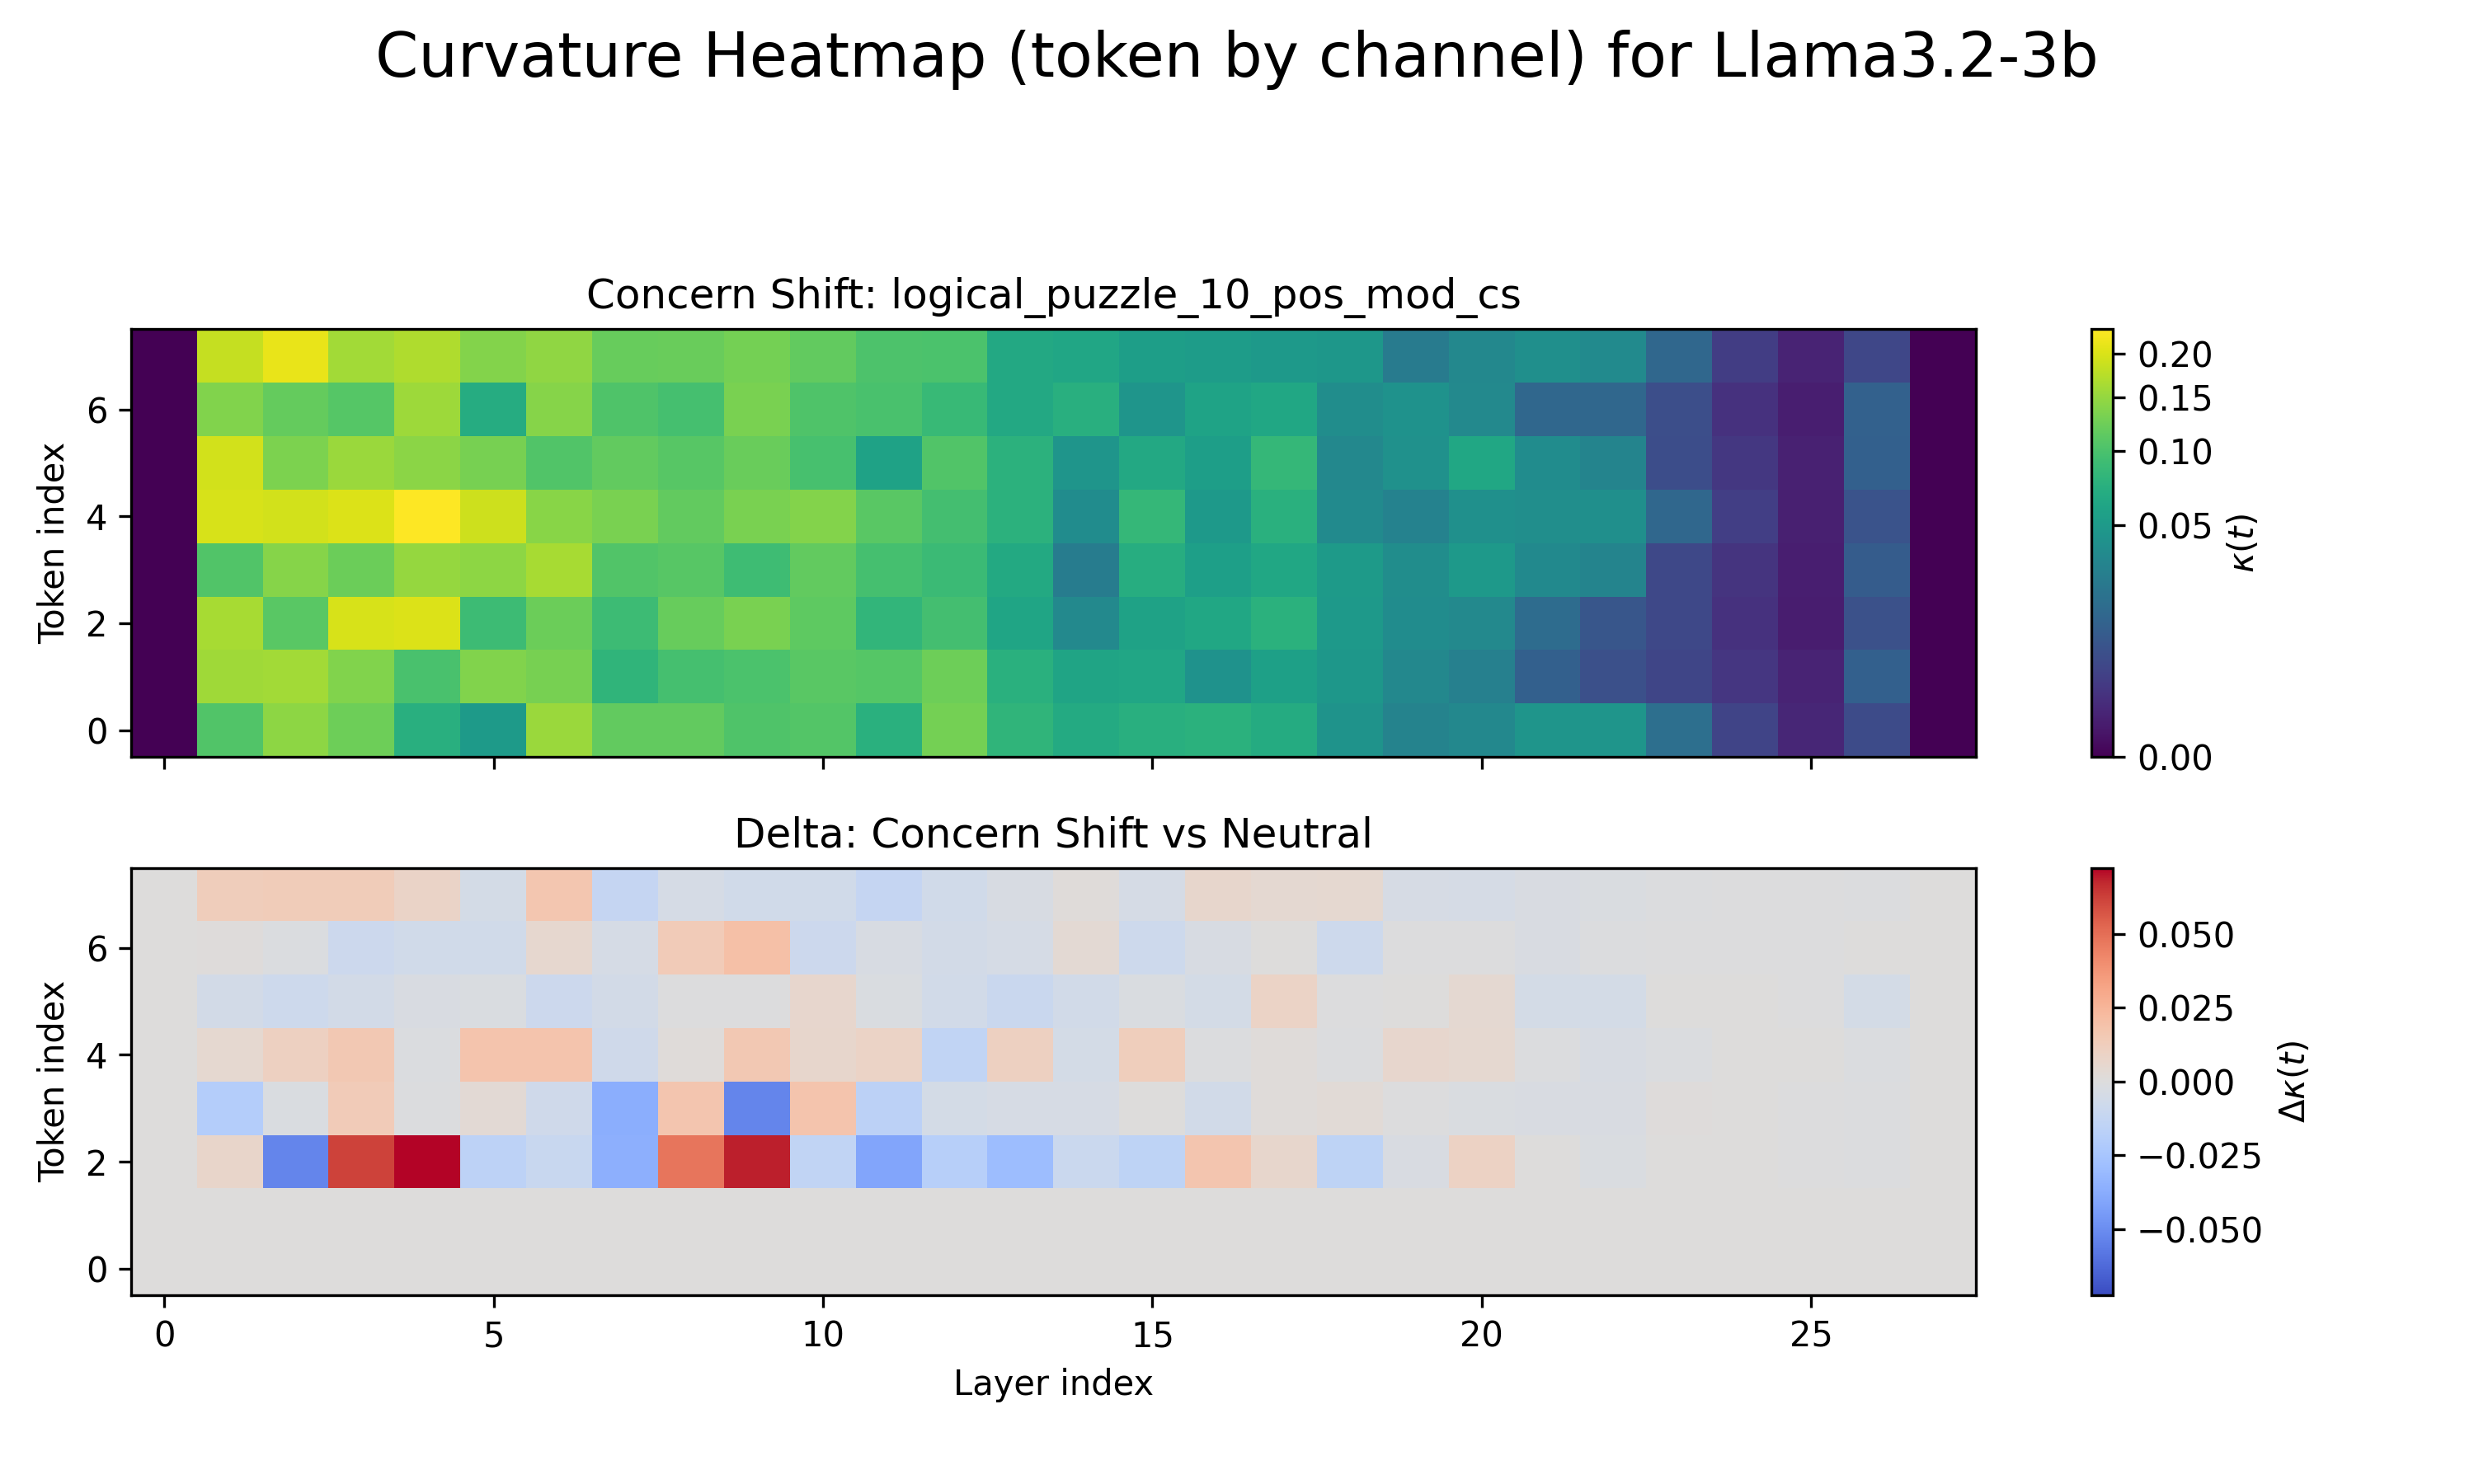 Curvature Heatmap (token by channel) for Llama3.2-3b
Concern Shift: logical_puzzle_10_pos_mod_cs
Token index
6
4
2
0
0.20
0.15
0.10
0.05
0.00
κ(t)
Delta: Concern Shift vs Neutral
Token index
6
4
2
0
0.050
0.025
0.000
−0.025
−0.050
Δκ(t)
0 5 10 15 20 25
Layer index